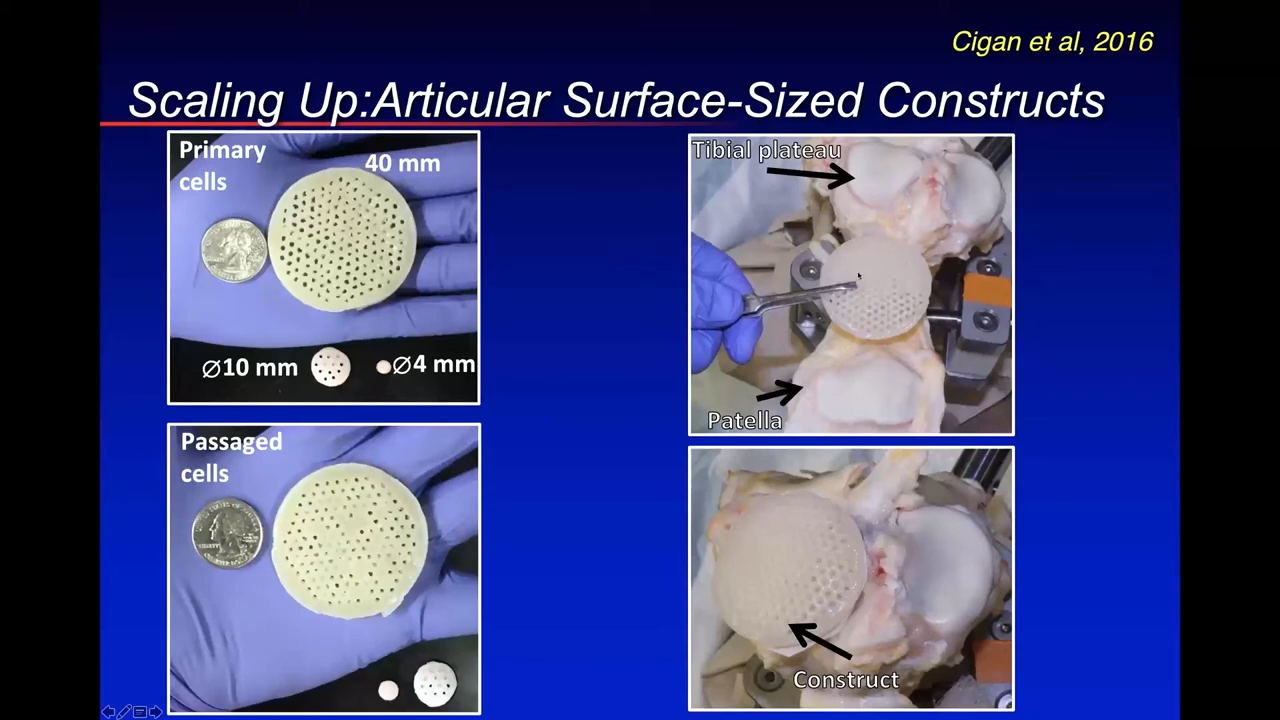 Cigan et al, 2016
Scaling Up:Articular Surface-Sized Constructs
Primary
cells
40 mm
∅10 mm
∅4 mm
Passaged
cells
Tibial plateau
Patella
Construct